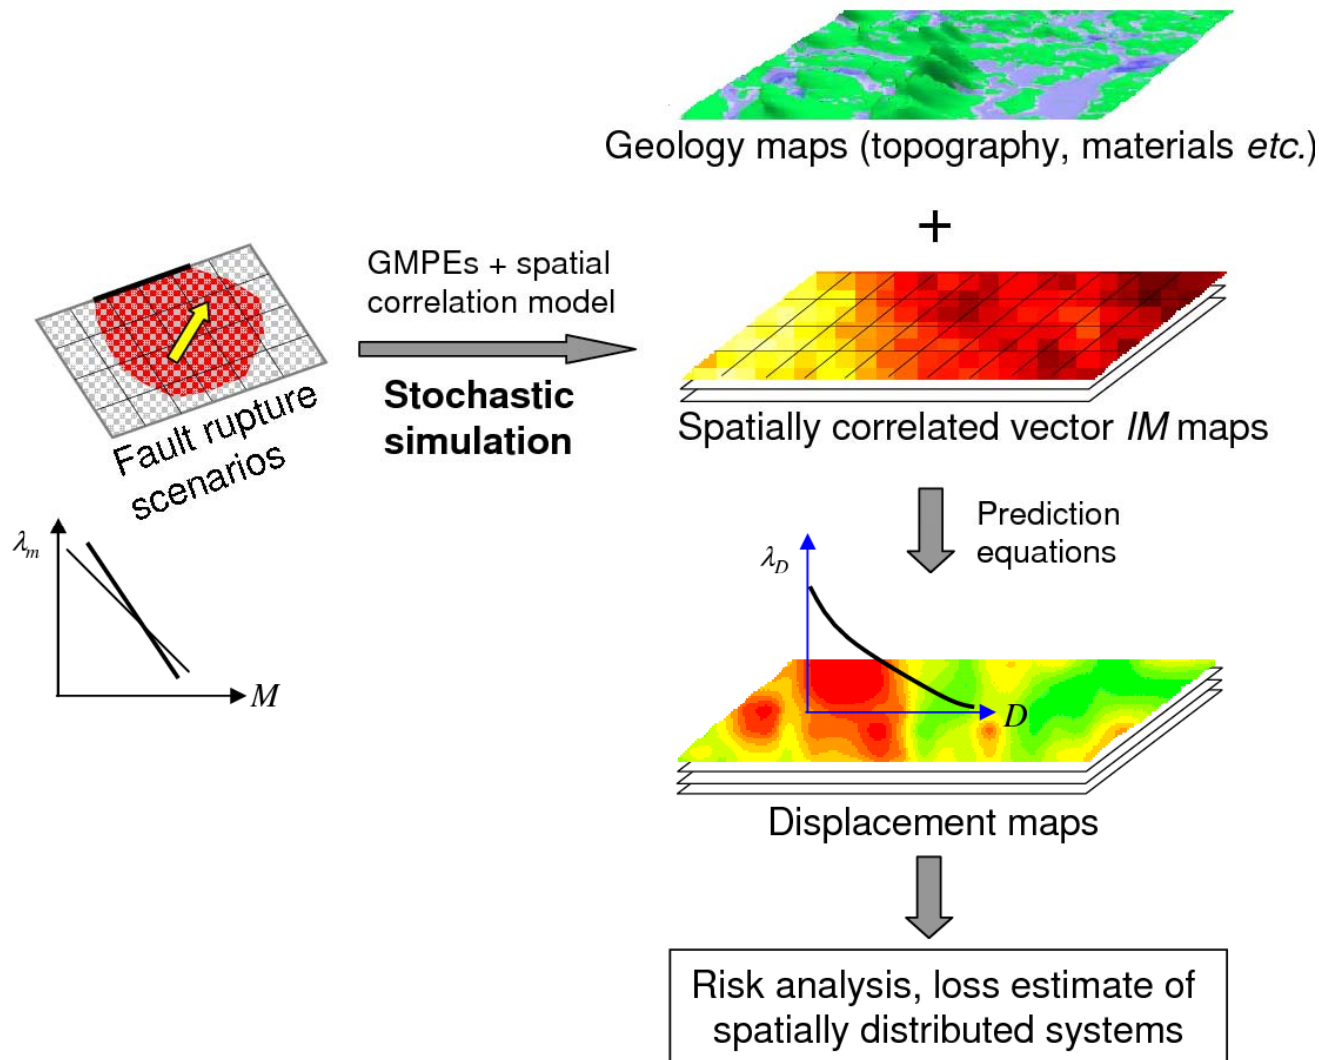 Geology maps (topography, materials etc.)
+
GMPEs + spatial
correlation model
Stochastic
simulation
Fault rupture
scenarios
Spatially correlated vector IM maps
λm
M
Prediction
equations
λD
D
Displacement maps
Risk analysis, loss estimate of
spatially distributed systems